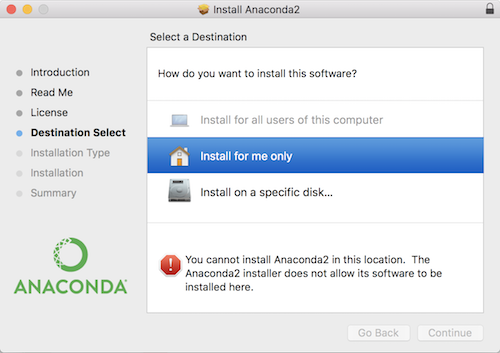 Install Anaconda2
Select a Destination
Introduction
Read Me
License
Destination Select
Installation Type
Installation
Summary
ANACONDA
How do you want to install this software?
Install for all users of this computer
Install for me only
Install on a specific disk...
You cannot install Anaconda2 in this location. The
Anaconda2 installer does not allow its software to be
installed here.
Go Back
Continue